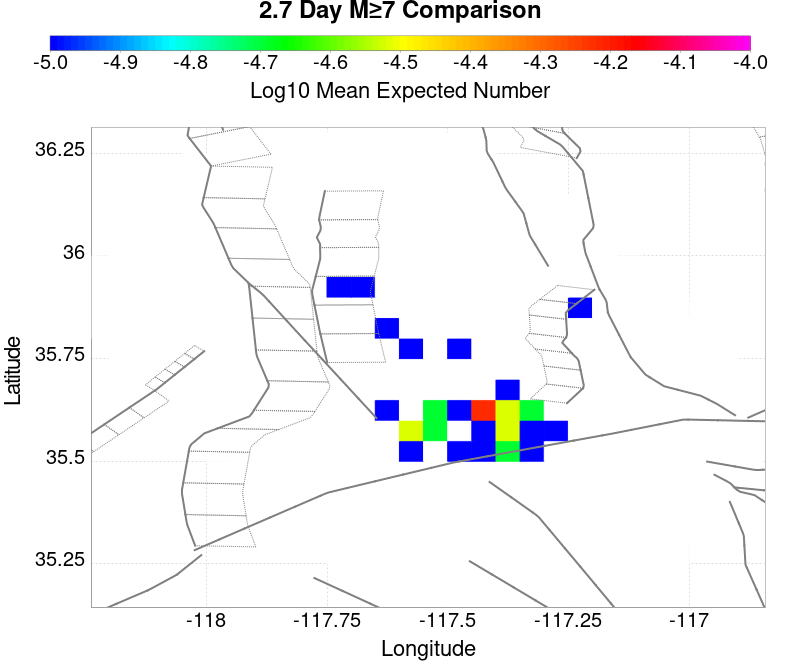 2.7 Day M≥7 Comparison
-5.0 -4.9 -4.8 -4.7 -4.6 -4.5 -4.4 -4.3 -4.2 -4.1 -4.0
Log10 Mean Expected Number
36.25
36
35.75
35.5
35.25
Latitude
-118 -117.75 -117.5 -117.25 -117
Longitude